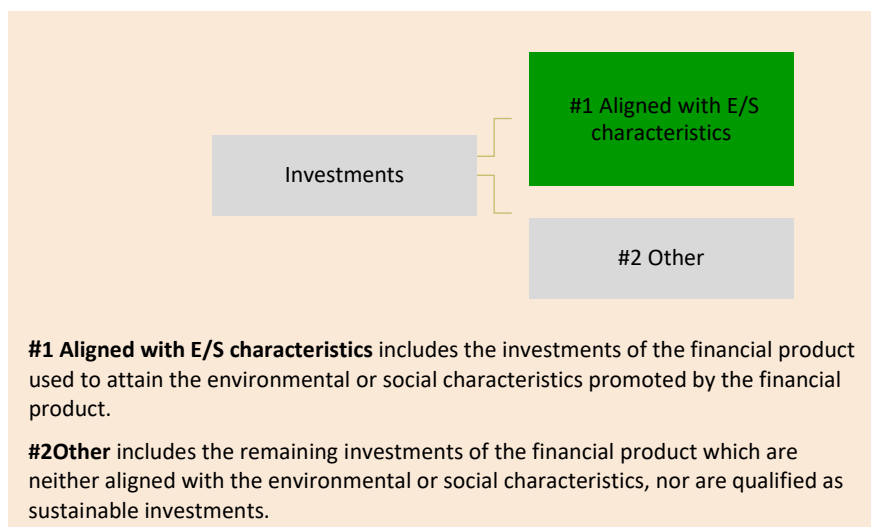 #1 Aligned with E/S
characteristics
Investments
#2 Other
#1 Aligned with E/S characteristics includes the investments of the financial product
used to attain the environmental or social characteristics promoted by the financial
product.
#2Other includes the remaining investments of the financial product which are
neither aligned with the environmental or social characteristics, nor are qualified as
sustainable investments.